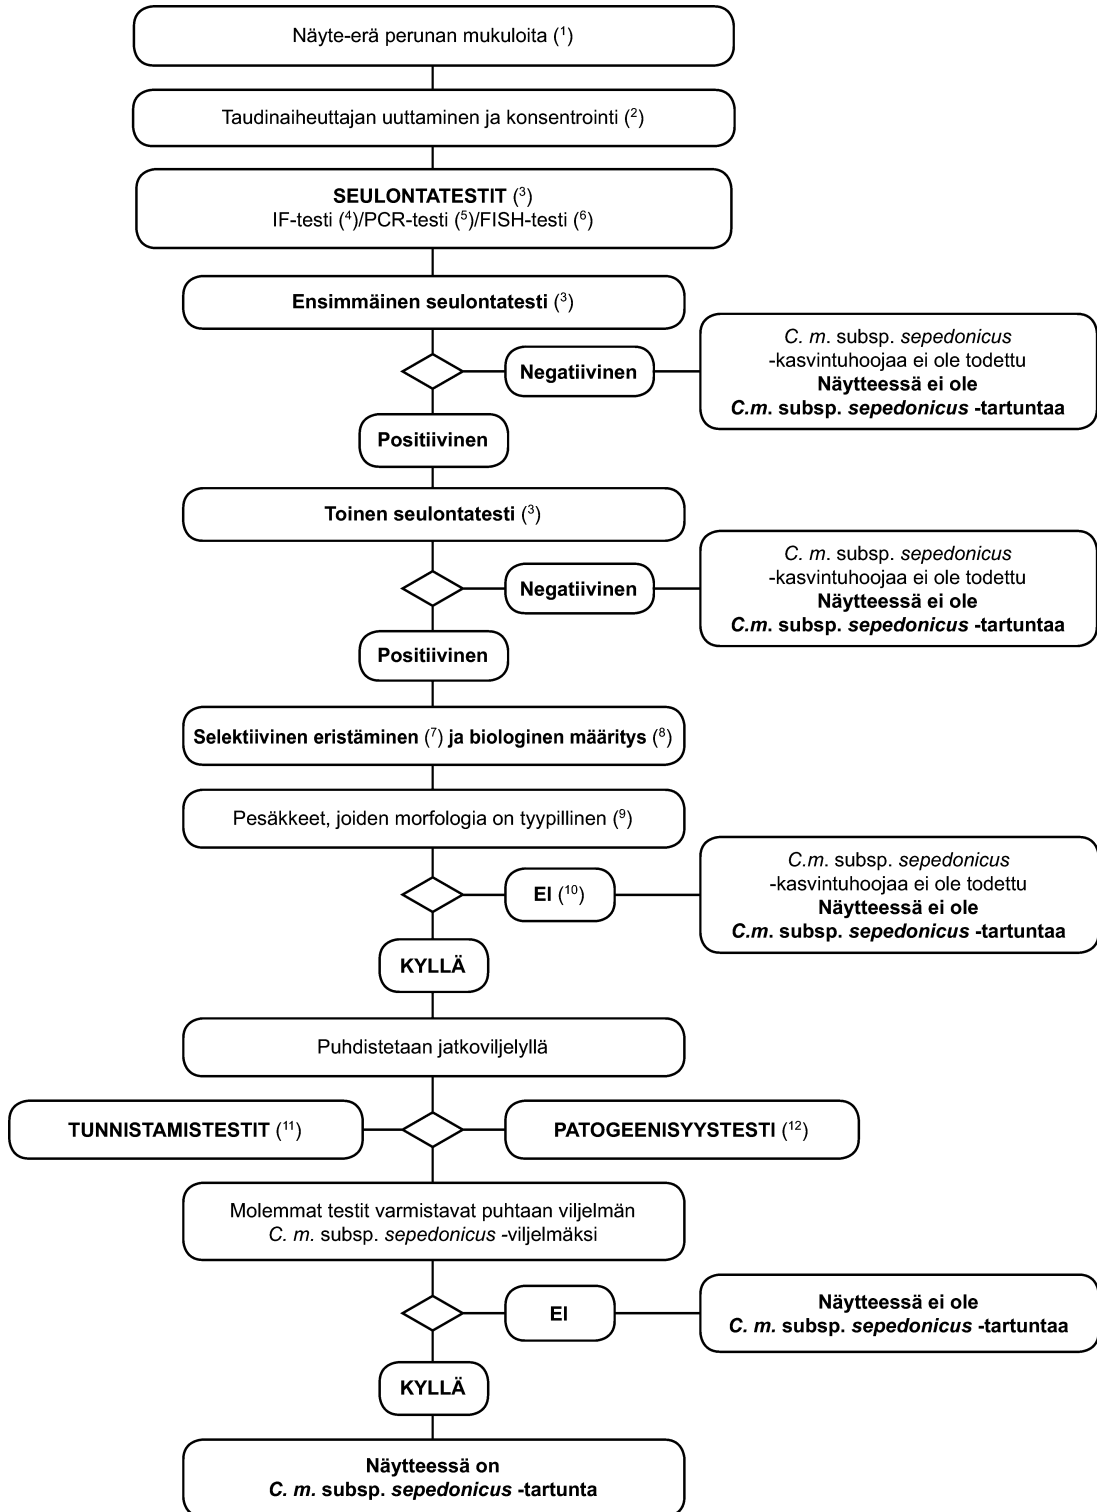 Näyte-erä perunan mukuloita (¹)
Taudinaiheuttajan uuttaminen ja konsentrointi (²)
SEULONTATESTIT (³)
IF-testi (⁴)/PCR-testi (⁵)/FISH-testi (⁶)
Ensimmäinen seulontatesti (³)
Negatiivinen
C. m. subsp. sepedonicus
-kasvintuhoojaa ei ole todettu
Näytteessä ei ole
C.m. subsp. sepedonicus -tartuntaa
Positiivinen
Toinen seulontatesti (³)
Negatiivinen
C. m. subsp. sepedonicus
-kasvintuhoojaa ei ole todettu
Näytteessä ei ole
C.m. subsp. sepedonicus -tartuntaa
Positiivinen
Selektiivinen eristäminen (⁷) ja biologinen määritys (⁸)
Pesäkkeet, joiden morfologia on tyypillinen (⁹)
EI (¹⁰)
C.m. subsp. sepedonicus
-kasvintuhoojaa ei ole todettu
Näytteessä ei ole
C.m. subsp. sepedonicus -tartuntaa
KYLLÄ
Puhdistetaan jatkoviljelyllä
TUNNISTAMISTESTIT (¹¹)
PATOGEENISYYSTESTI (¹²)
Molemmat testit varmistavat puhtaan viljelmän
C. m. subsp. sepedonicus -viljelmäksi
EI
Näytteessä ei ole
C. m. subsp. sepedonicus -tartuntaa
KYLLÄ
Näytteessä on
C. m. subsp. sepedonicus -tartunta